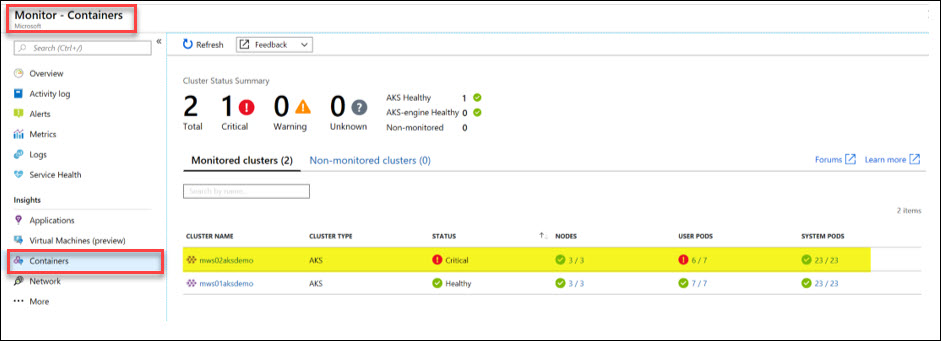 Monitor - Containers
Microsoft
Search (Ctrl+/)
«
Overview
Activity log
Alerts
Metrics
Logs
Service Health
Insights
Applications
Virtual Machines (preview)
Containers
Network
More
Refresh
Feedback
Cluster Status Summary
2 1 ! 0 ! 0 ?
Total Critical Warning Unknown
AKS Healthy 1
AKS-engine Healthy 0
Non-monitored 0
Monitored clusters (2) Non-monitored clusters (0) Forums Learn more
Search by name...
2 items
CLUSTER NAME CLUSTER TYPE STATUS NODES USER PODS SYSTEM PODS
mws02aksdemo AKS Critical 3 / 3 6 / 7 23 / 23
mws01aksdemo AKS Healthy 3 / 3 7 / 7 23 / 23